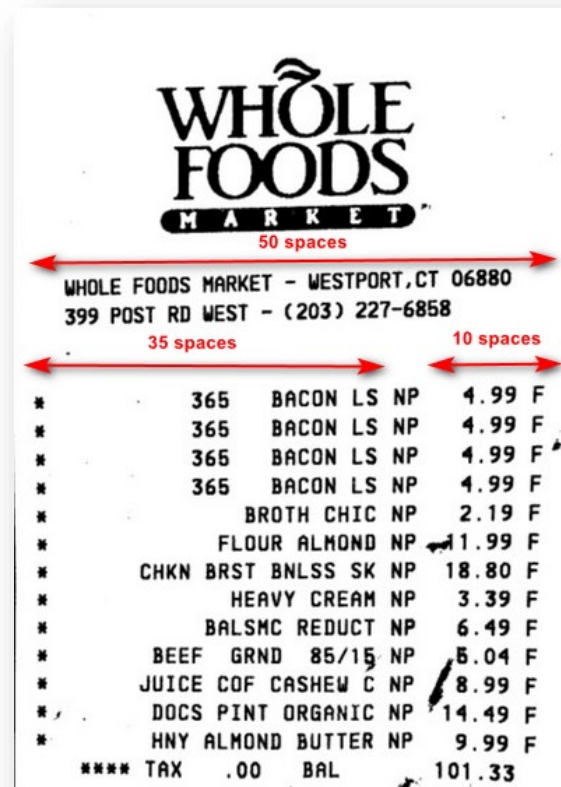 WHOLE
FOODS
MARKET
50 spaces
WHOLE FOODS MARKET - WESTPORT,CT 06880
399 POST RD WEST - (203) 227-6858
35 spaces 10 spaces
* 365 BACON LS NP 4.99 F
* 365 BACON LS NP 4.99 F
* 365 BACON LS NP 4.99 F
* 365 BACON LS NP 4.99 F
* BROTH CHIC NP 2.19 F
* FLOUR ALMOND NP 11.99 F
* CHKN BRST BNLSS SK NP 18.80 F
* HEAVY CREAM NP 3.39 F
* BALSMC REDUCT NP 6.49 F
* BEEF GRND 85/15 NP 5.04 F
* JUICE COF CASHEW C NP 8.99 F
* DOCS PINT ORGANIC NP 14.49 F
* HNY ALMOND BUTTER NP 9.99 F
**** TAX .00 BAL 101.33